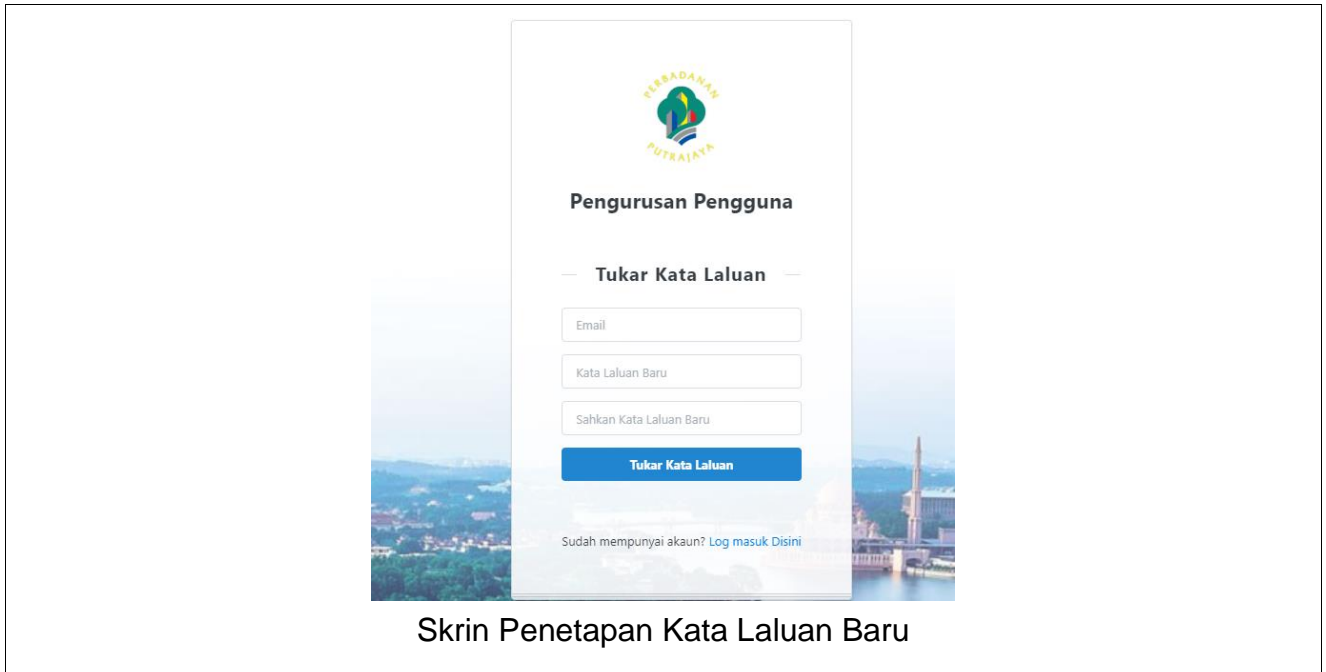 PERBADANAN
PUTRAJAYA
Pengurusan Pengguna
Tukar Kata Laluan
Email
Kata Laluan Baru
Sahkan Kata Laluan Baru
Tukar Kata Laluan
Sudah mempunyai akaun? Log masuk Disini
Skrin Penetapan Kata Laluan Baru